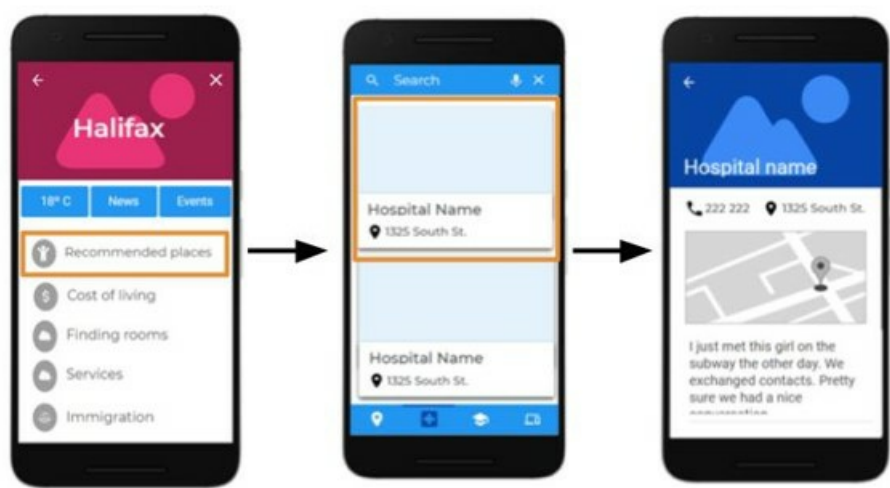 Halifax
18° C
News
Events
Recommended places
Cost of living
Finding rooms
Services
Immigration
Search
Hospital Name
1325 South St.
Hospital Name
1325 South St.
Hospital name
222 222
1325 South St.
I just met this girl on the
subway the other day. We
exchanged contacts. Pretty
sure we had a nice
conversation